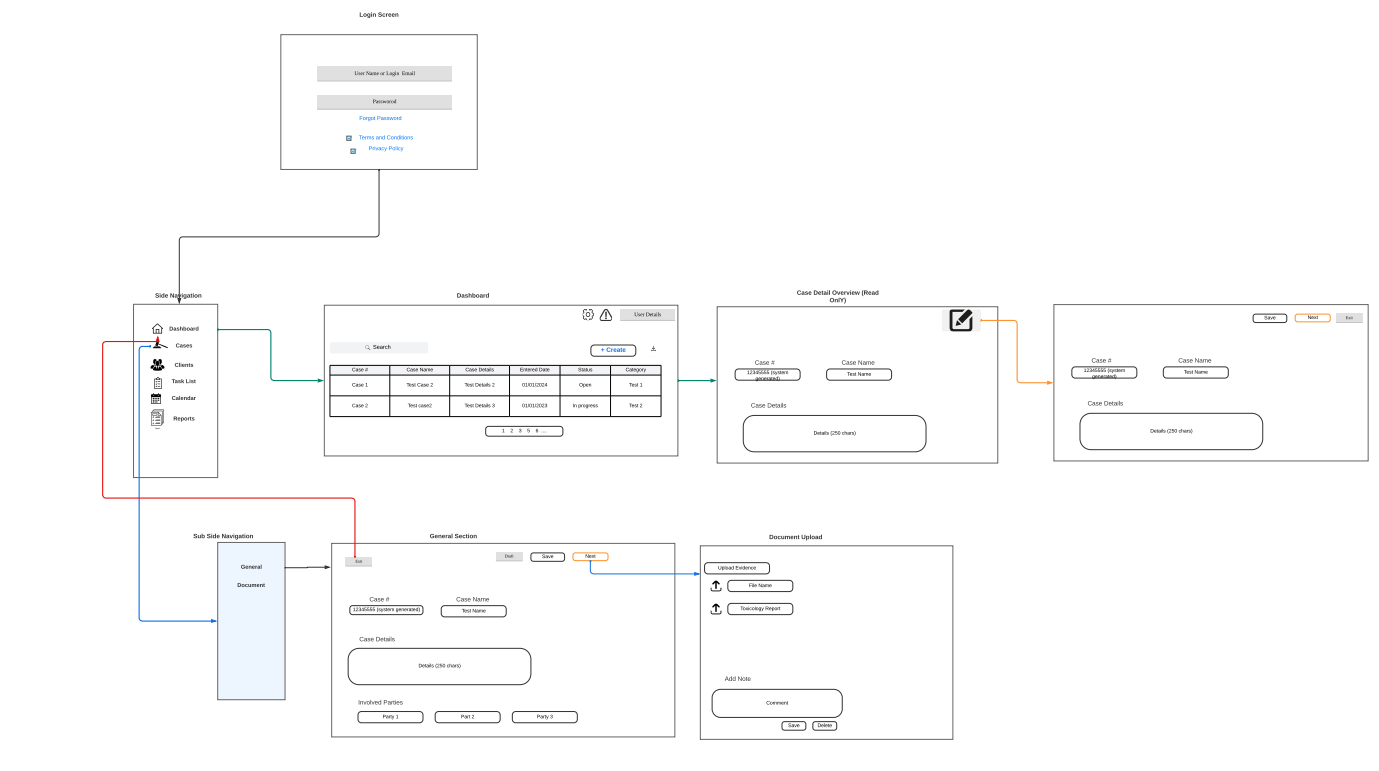 Login Screen
User Name or Login Email
Passworod
Forgot Password
Terms and Conditions
Privacy Policy
Side Navigation
Dashboard
Cases
Clients
Task List
Calendar
Reports
Dashboard
User Details
Search
+ Create
Case # Case Name Case Details Entered Date Status Category
Case 1 Test Case 2 Test Details 2 01/01/2024 Open Test 1
Case 2 Test case2 Test Details 3 01/01/2023 In progress Test 2
1 2 3 5 6 ...
Case Detail Overview (Read
OnlY)
Case # Case Name
12345555 (system
generated)
Test Name
Case Details
Details (250 chars)
Save Next Exit
Case # Case Name
12345555 (system
generated)
Test Name
Case Details
Details (250 chars)
Sub Side Navigation
General
Document
General Section
Exit
Save Next
Case # Case Name
12345555 (system generated) Test Name
Case Details
Details (250 chars)
Involved Parties
Party 1 Part 2 Party 3
Document Upload
Upload Evidence
File Name
Toxicology Report
Add Note
Comment
Save Delete